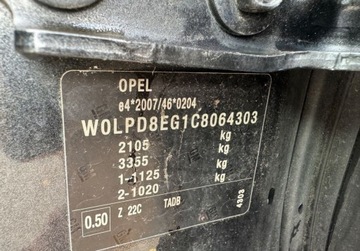 OPEL
e4*2007/46*0204
W0LPD8EG1C8064303
2105 kg
3355 kg
1-1125 kg
2-1020 kg
0.50 Z 22C TADB
4303